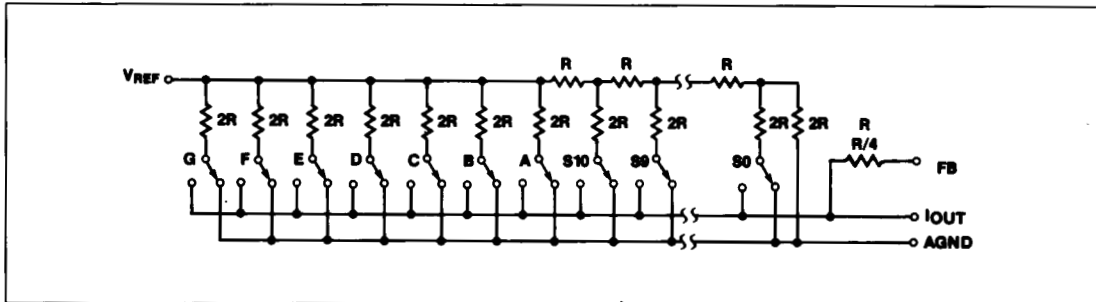 R R R
VREF
2R 2R 2R 2R 2R 2R 2R 2R 2R 2R 2R
R
R/4
FB
G F E D C B A S10 S9 S0
IOUT
AGND